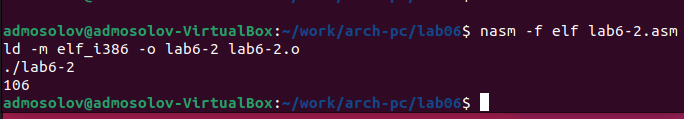 admosolov@admosolov-VirtualBox:~/work/arch-pc/lab06$ nasm -f elf lab6-2.asm
ld -m elf_i386 -o lab6-2 lab6-2.o
./lab6-2
106
admosolov@admosolov-VirtualBox:~/work/arch-pc/lab06$